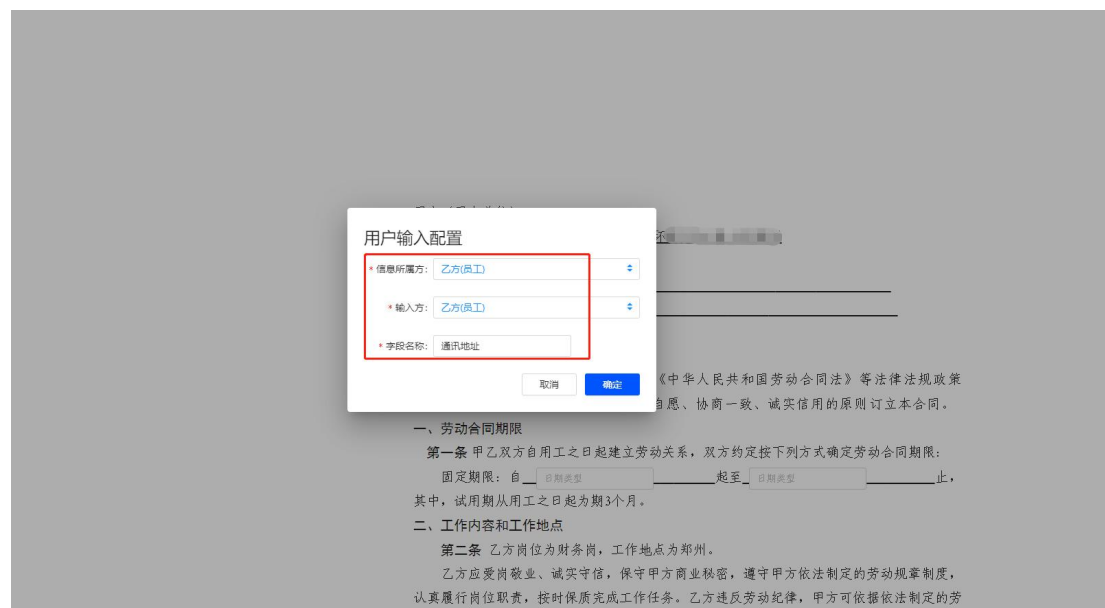 用户输入配置
* 信息所属方: 乙方(员工)
* 输入方: 乙方(员工)
* 字段名称: 通讯地址
取消 确定
《中华人民共和国劳动合同法》等法律法规政策
自愿、协商一致、诚实信用的原则订立本合同。
一、劳动合同期限
第一条 甲乙双方自用工之日起建立劳动关系，双方约定按下列方式确定劳动合同期限：
固定期限：自 日期类型 起至 日期类型 止，
其中，试用期从用工之日起为期3个月。
二、工作内容和工作地点
第二条 乙方岗位为财务岗，工作地点为郑州。
乙方应爱岗敬业、诚实守信，保守甲方商业秘密，遵守甲方依法制定的劳动规章制度，
认真履行岗位职责，按时保质完成工作任务。乙方违反劳动纪律，甲方可依据依法制定的劳